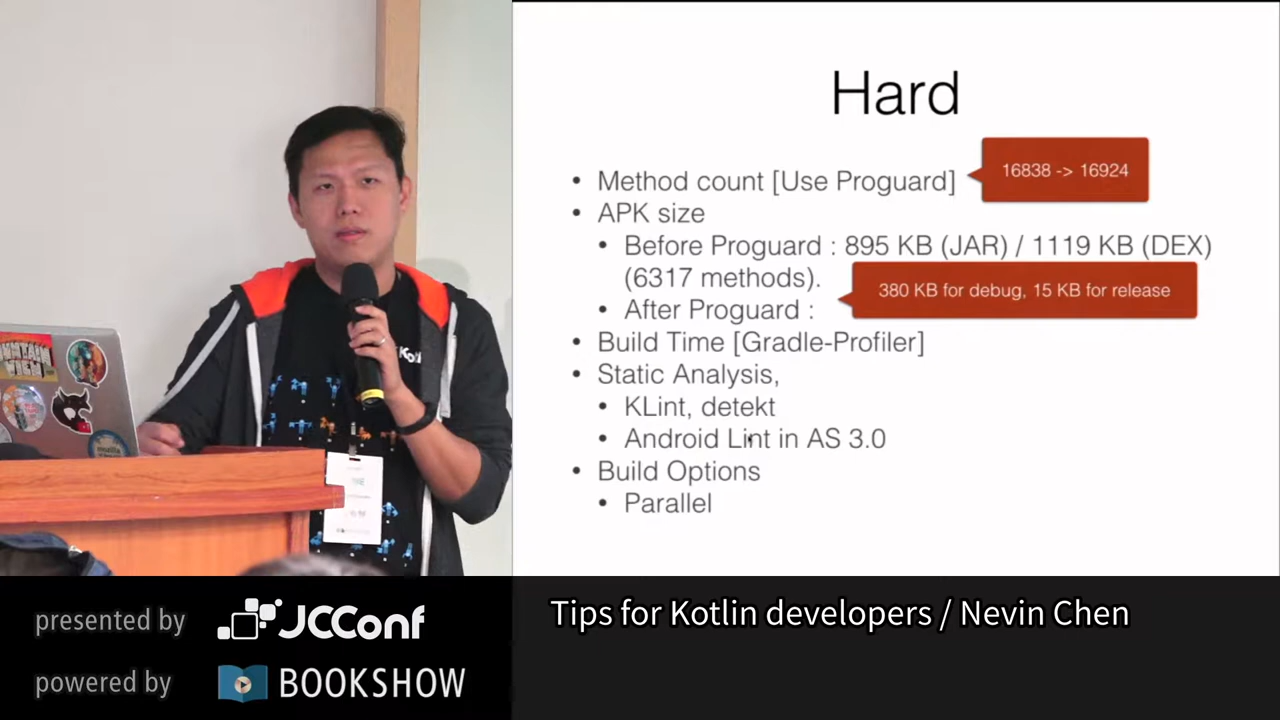 Hard
• Method count [Use Proguard]
16838 -> 16924
• APK size
• Before Proguard : 895 KB (JAR) / 1119 KB (DEX)
(6317 methods).
• After Proguard :
380 KB for debug, 15 KB for release
• Build Time [Gradle-Profiler]
• Static Analysis,
• KLint, detekt
• Android Lint in AS 3.0
• Build Options
• Parallel
presented by JCConf
powered by BOOKSHOW
Tips for Kotlin developers / Nevin Chen